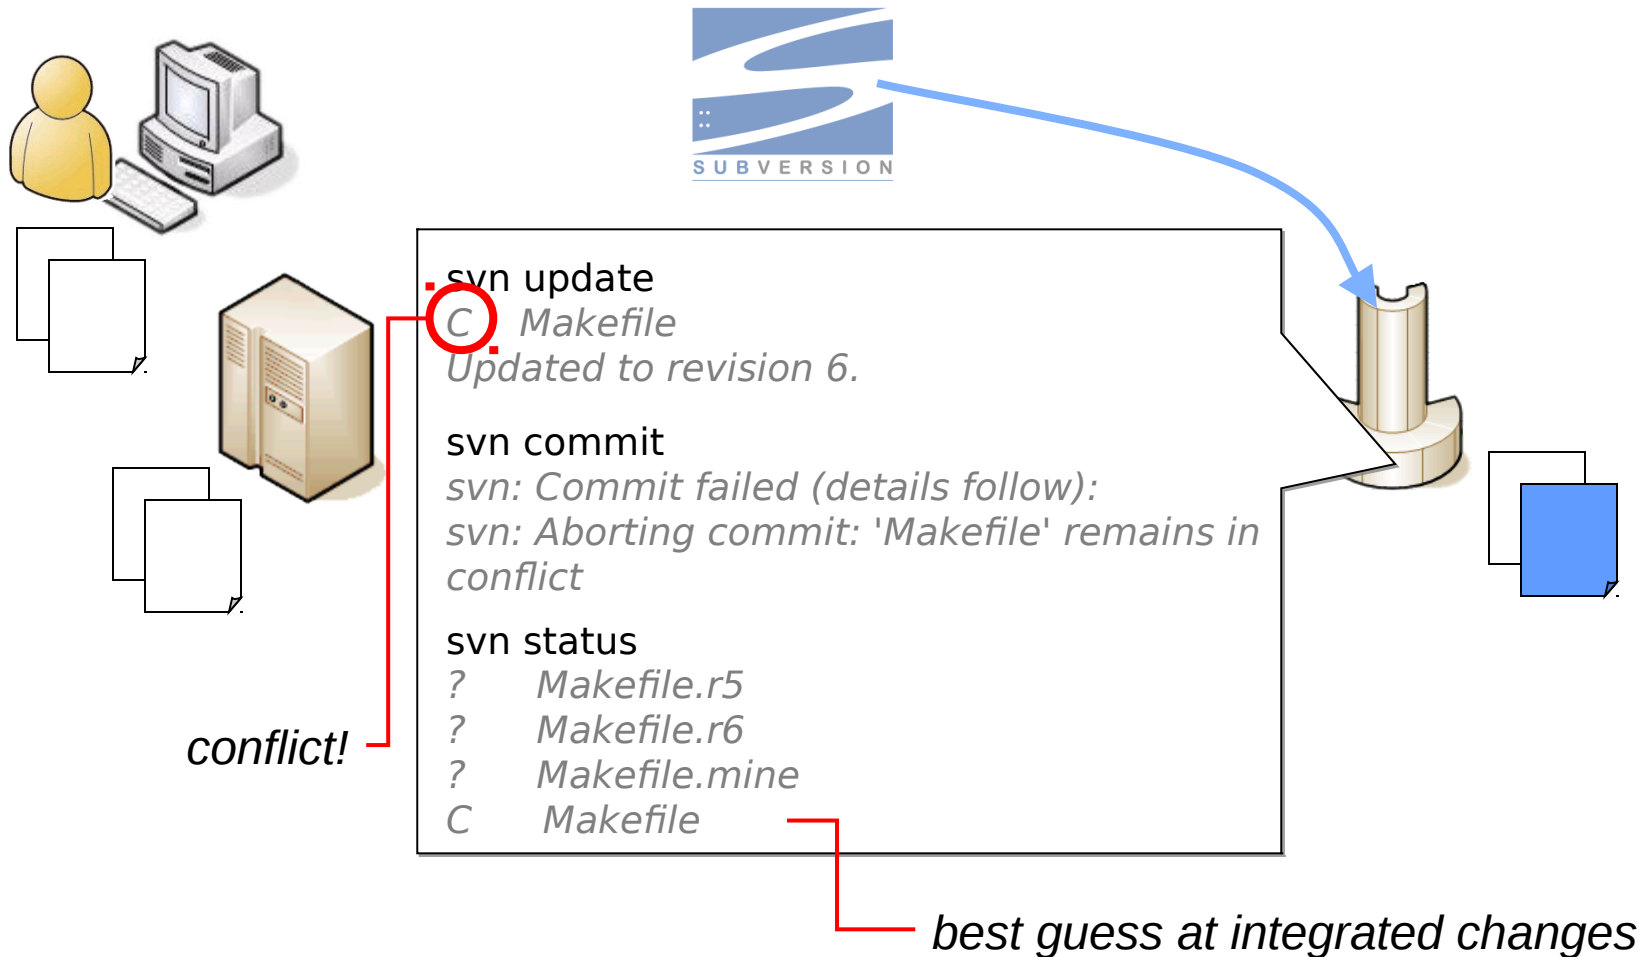 SUBVERSION
svn update
C Makefile
Updated to revision 6.
svn commit
svn: Commit failed (details follow):
svn: Aborting commit: 'Makefile' remains in
conflict
svn status
? Makefile.r5
? Makefile.r6
? Makefile.mine
C Makefile
conflict!
best guess at integrated changes